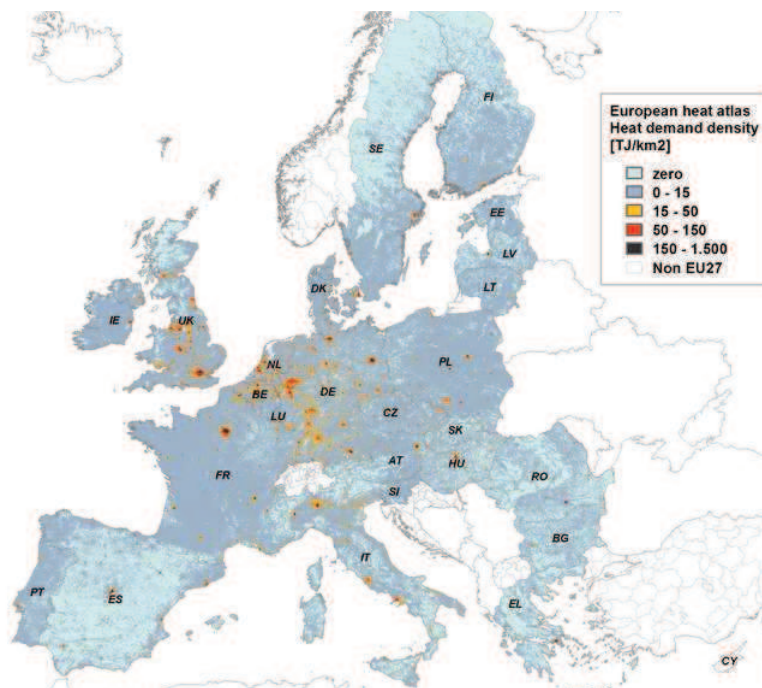 FI
European heat atlas
Heat demand density
[TJ/km2]
zero
0 - 15
15 - 50
50 - 150
150 - 1.500
Non EU27
SE
EE
LV
LT
DK
IE
UK
NL
PL
BE
DE
LU
CZ
SK
AT
HU
FR
SI
RO
BG
IT
PT
ES
EL
CY